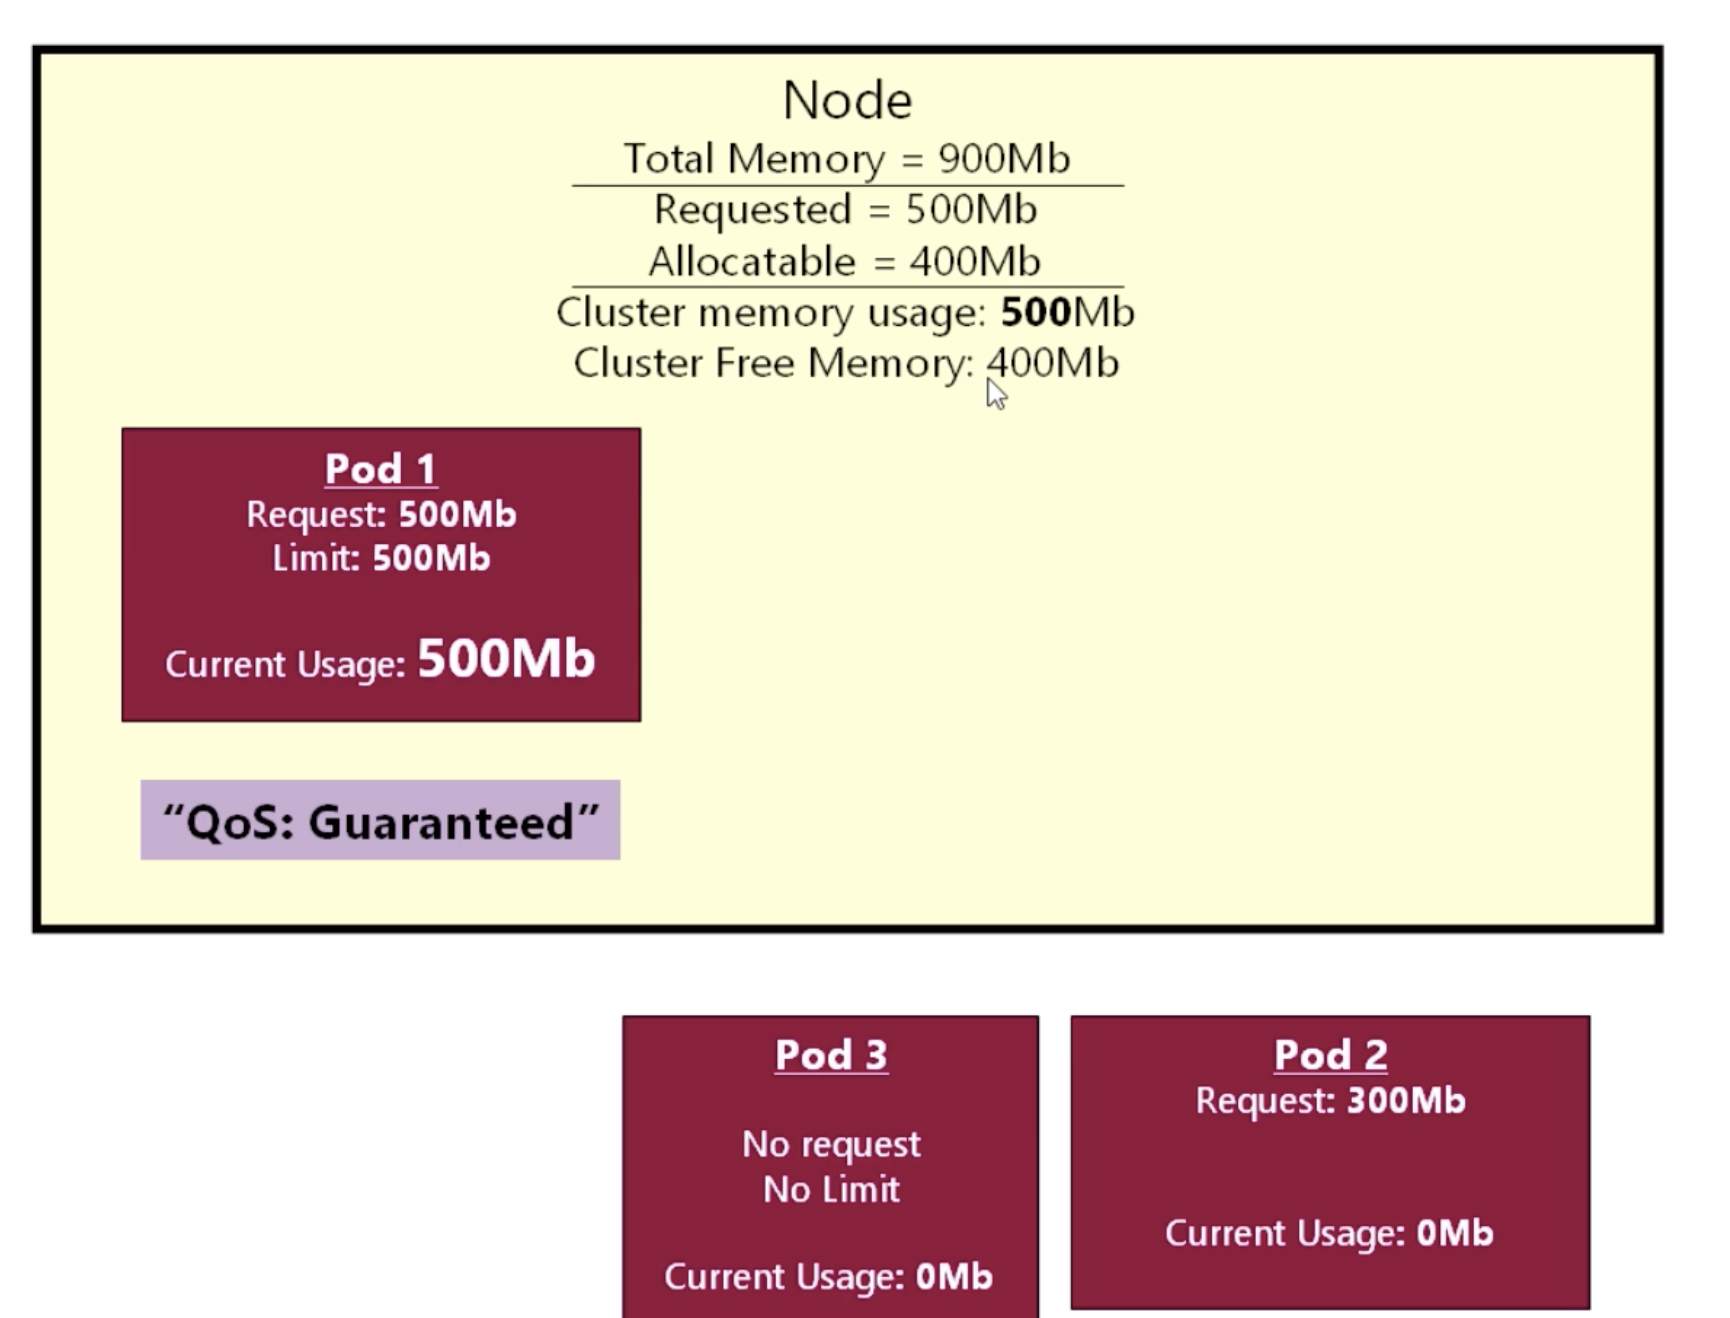 Node
Total Memory = 900Mb
Requested = 500Mb
Allocatable = 400Mb
Cluster memory usage: 500Mb
Cluster Free Memory: 400Mb
Pod 1
Request: 500Mb
Limit: 500Mb
Current Usage: 500Mb
“QoS: Guaranteed”
Pod 3
No request
No Limit
Current Usage: 0Mb
Pod 2
Request: 300Mb
Current Usage: 0Mb